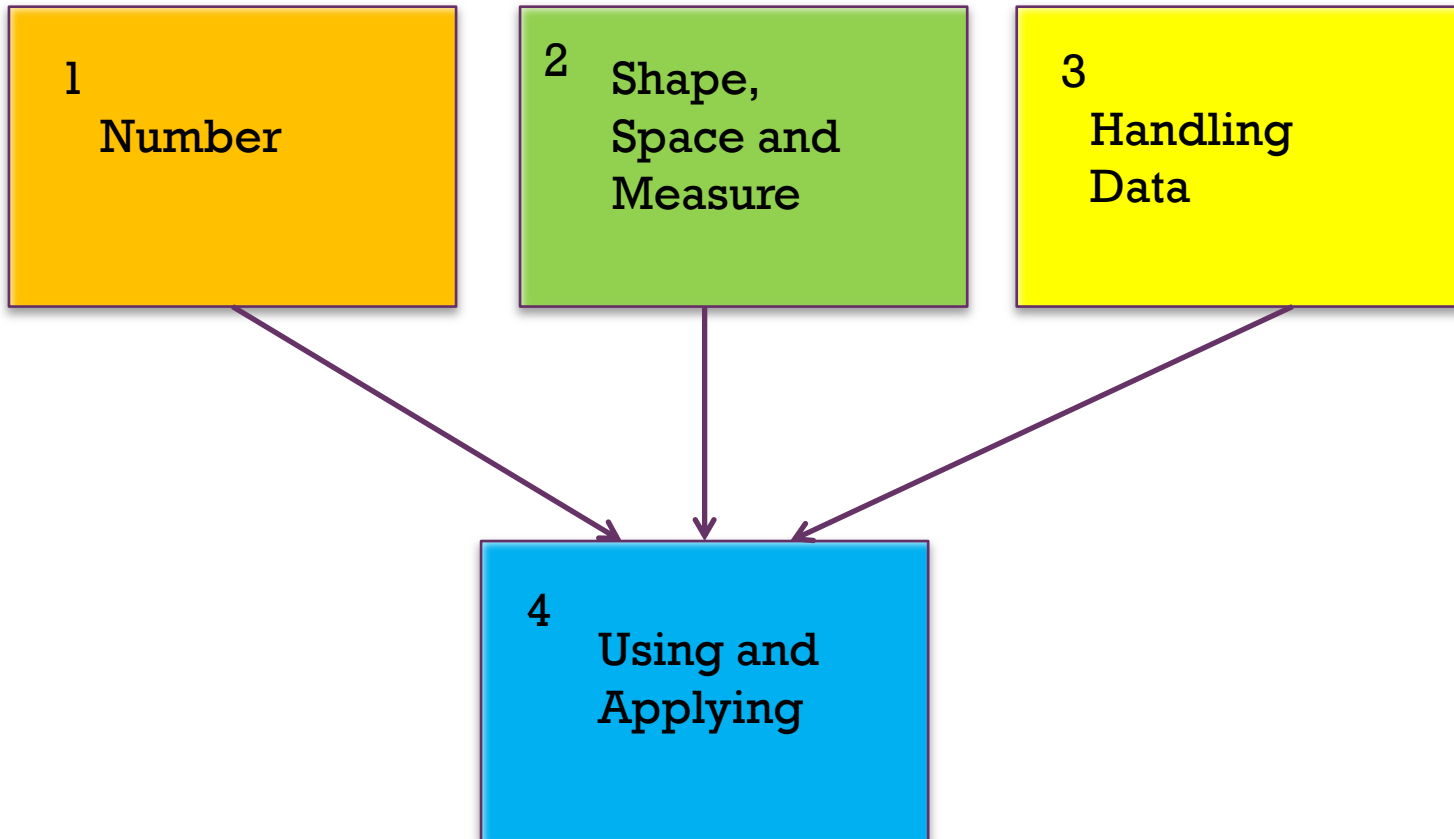 1
Number
2
Shape,
Space and
Measure
3
Handling
Data
4
Using and
Applying